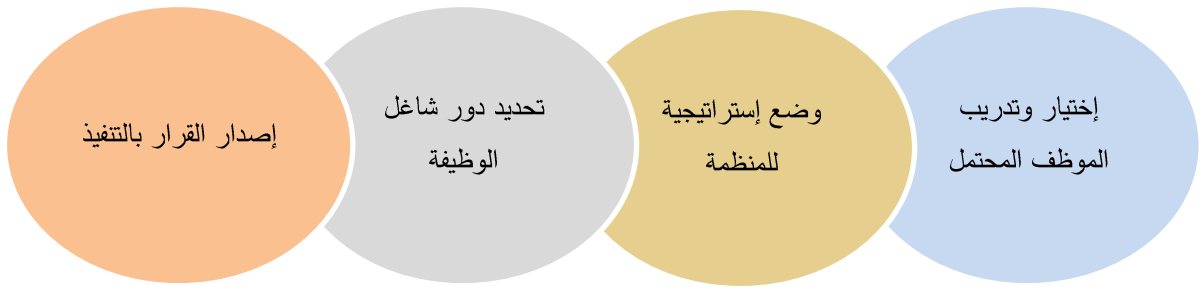 إختيار وتدريب
الموظف المحتمل
وضع إستراتيجية
للمنظمة
تحديد دور شاغل
الوظيفة
إصدار القرار بالتنفيذ